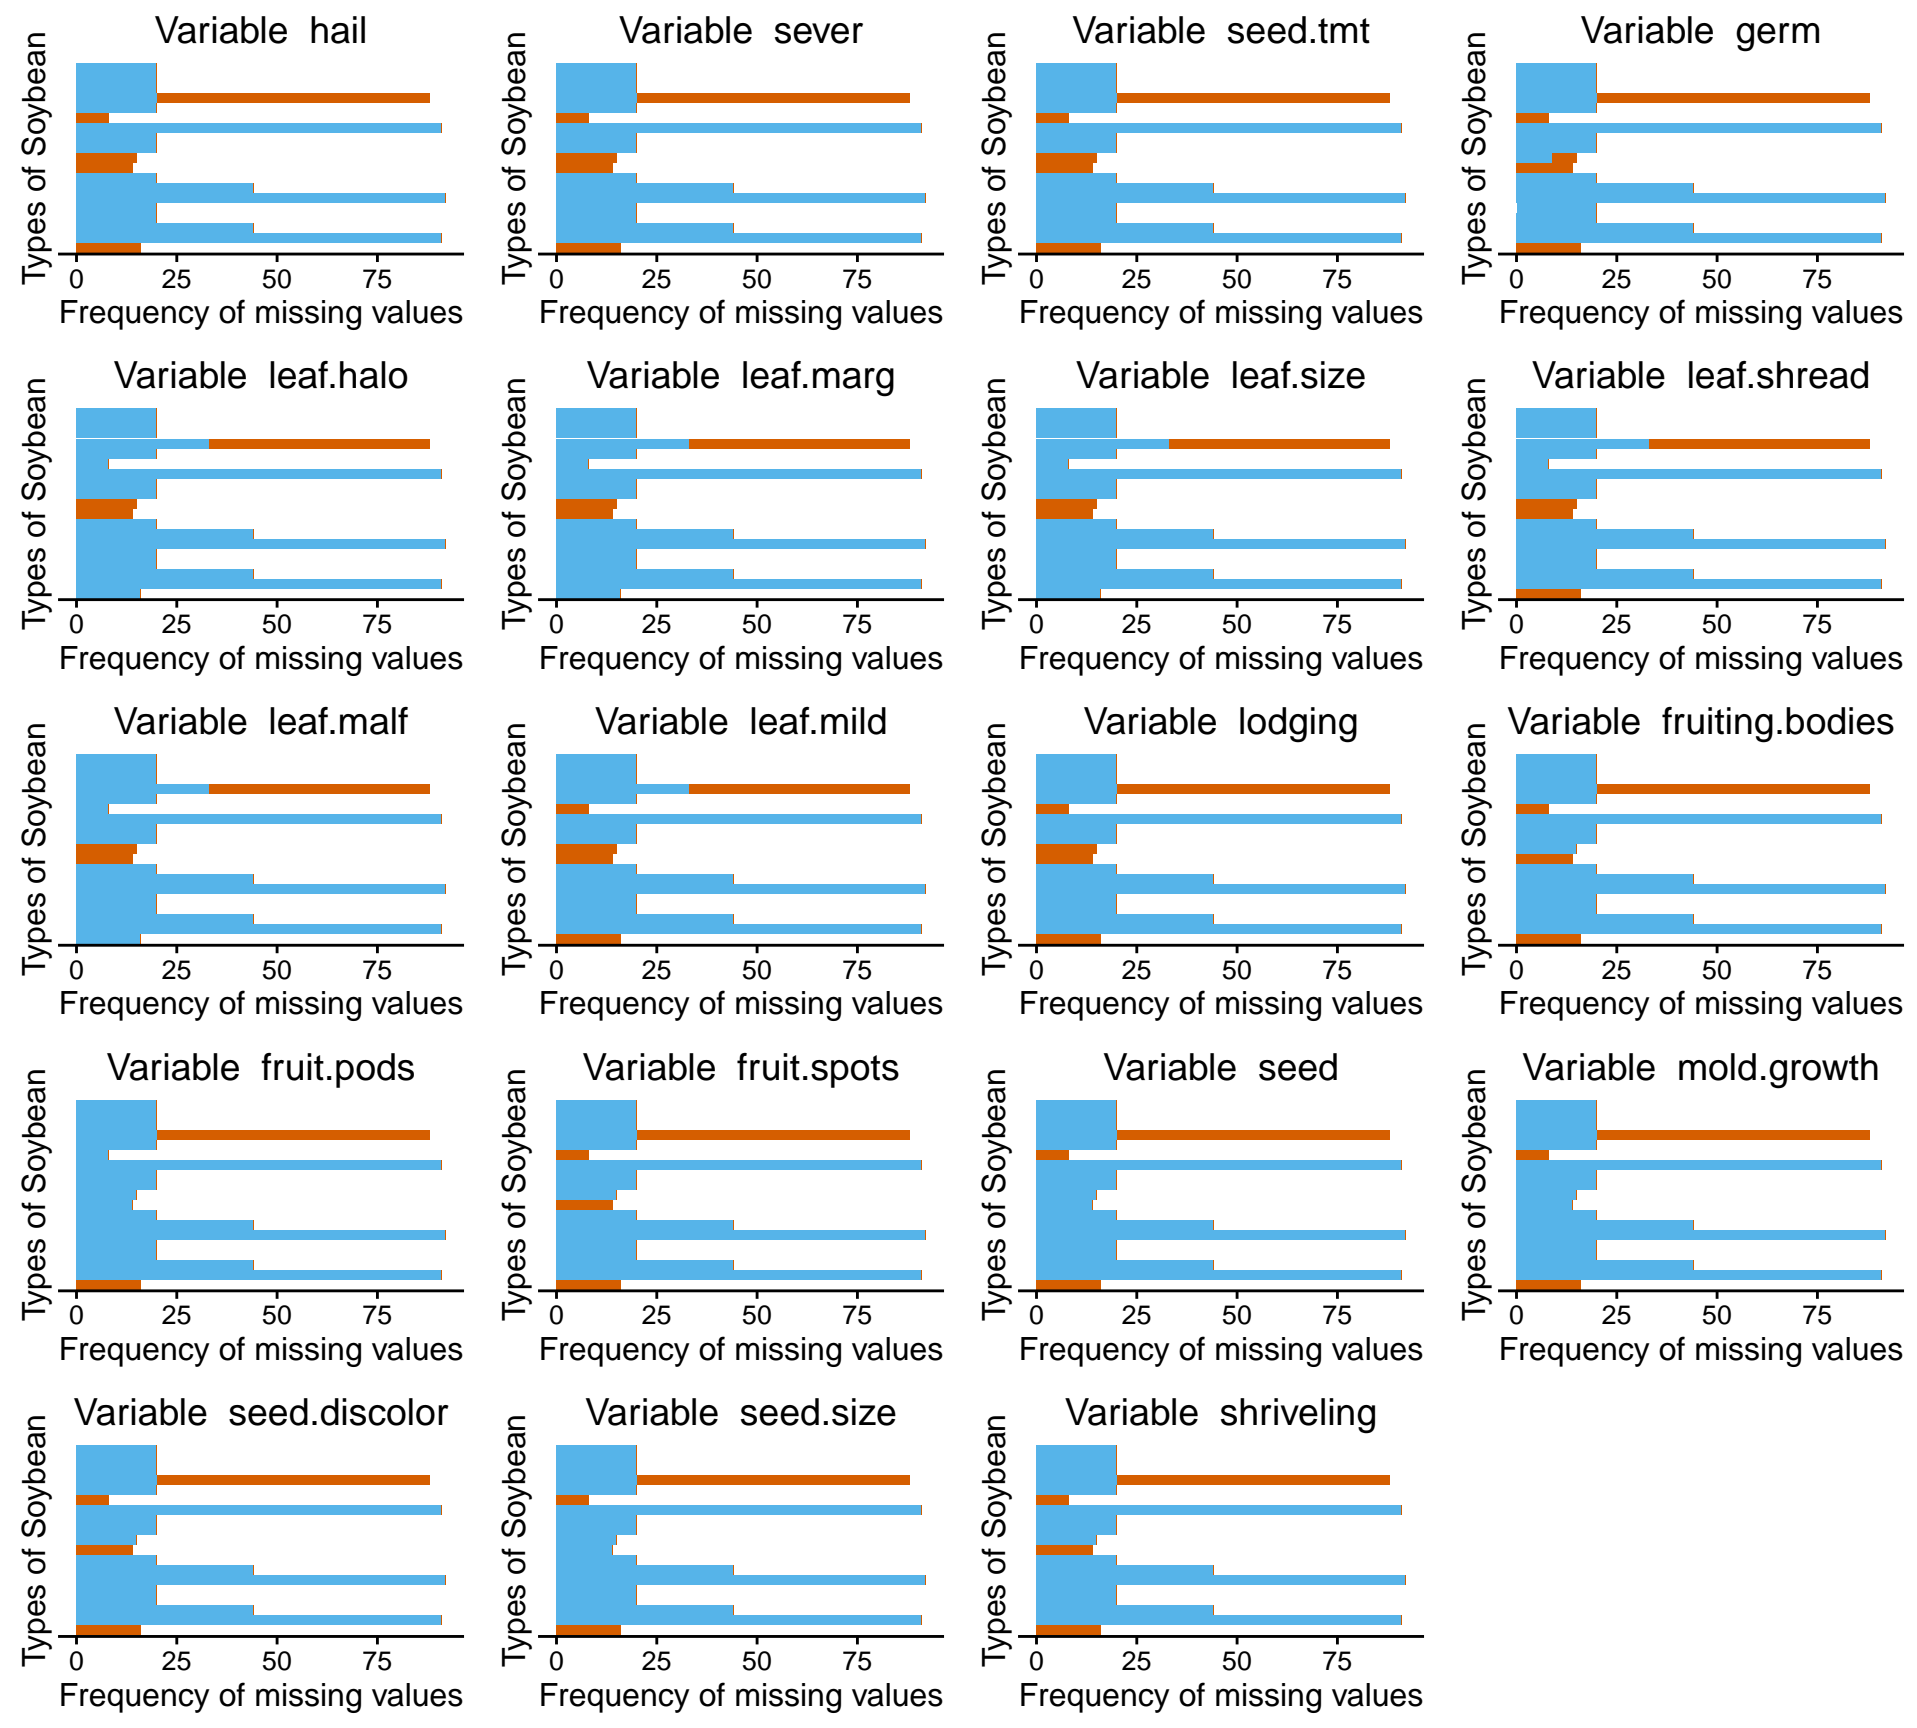 Variable hail
Types of Soybean
0 25 50 75
Frequency of missing values
Variable sever
Types of Soybean
0 25 50 75
Frequency of missing values
Variable seed.tmt
Types of Soybean
0 25 50 75
Frequency of missing values
Variable germ
Types of Soybean
0 25 50 75
Frequency of missing values
Variable leaf.halo
Types of Soybean
0 25 50 75
Frequency of missing values
Variable leaf.marg
Types of Soybean
0 25 50 75
Frequency of missing values
Variable leaf.size
Types of Soybean
0 25 50 75
Frequency of missing values
Variable leaf.shread
Types of Soybean
0 25 50 75
Frequency of missing values
Variable leaf.malf
Types of Soybean
0 25 50 75
Frequency of missing values
Variable leaf.mild
Types of Soybean
0 25 50 75
Frequency of missing values
Variable lodging
Types of Soybean
0 25 50 75
Frequency of missing values
Variable fruiting.bodies
Types of Soybean
0 25 50 75
Frequency of missing values
Variable fruit.pods
Types of Soybean
0 25 50 75
Frequency of missing values
Variable fruit.spots
Types of Soybean
0 25 50 75
Frequency of missing values
Variable seed
Types of Soybean
0 25 50 75
Frequency of missing values
Variable mold.growth
Types of Soybean
0 25 50 75
Frequency of missing values
Variable seed.discolor
Types of Soybean
0 25 50 75
Frequency of missing values
Variable seed.size
Types of Soybean
0 25 50 75
Frequency of missing values
Variable shriveling
Types of Soybean
0 25 50 75
Frequency of missing values